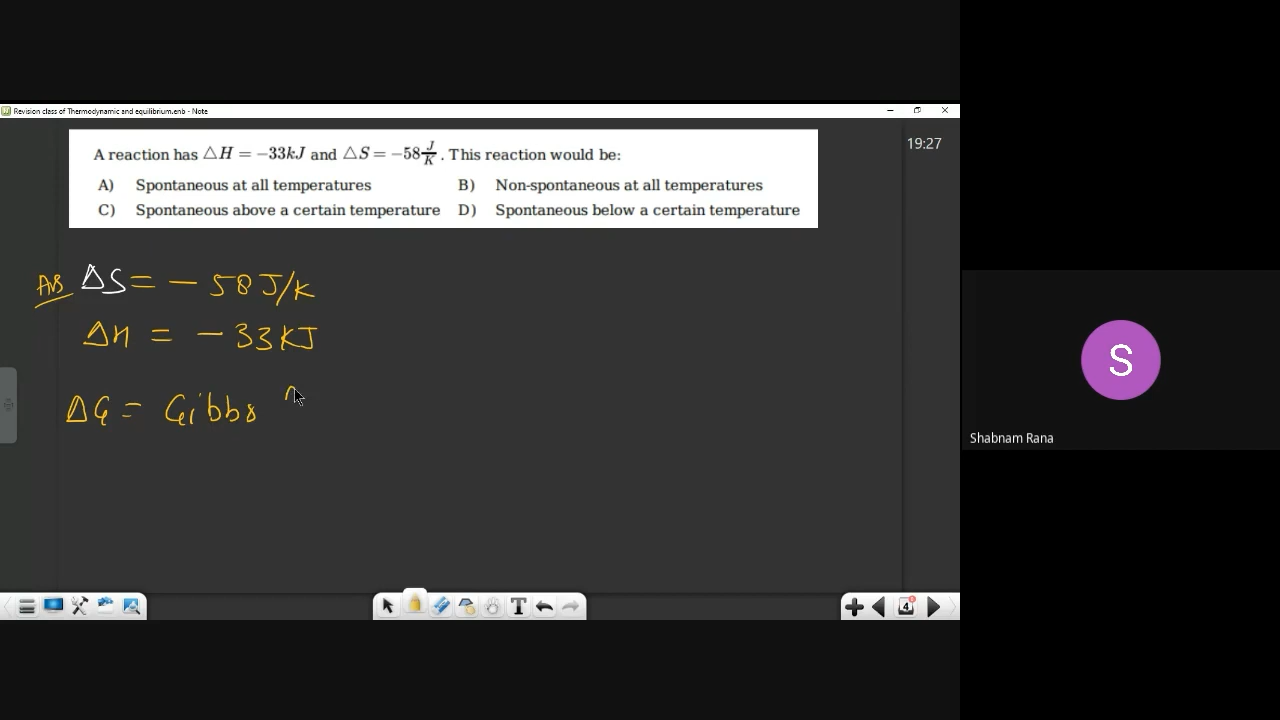 Revision class of Thermodynamic and equilibrium.enb - Note
19:27
A reaction has △H = −33kJ and △S = −58 J/K . This reaction would be:
A) Spontaneous at all temperatures B) Non-spontaneous at all temperatures
C) Spontaneous above a certain temperature D) Spontaneous below a certain temperature
ΔS = − 58 J/K
ΔH = − 33 KJ
ΔG = Gibbs
S
Shabnam Rana
T
4